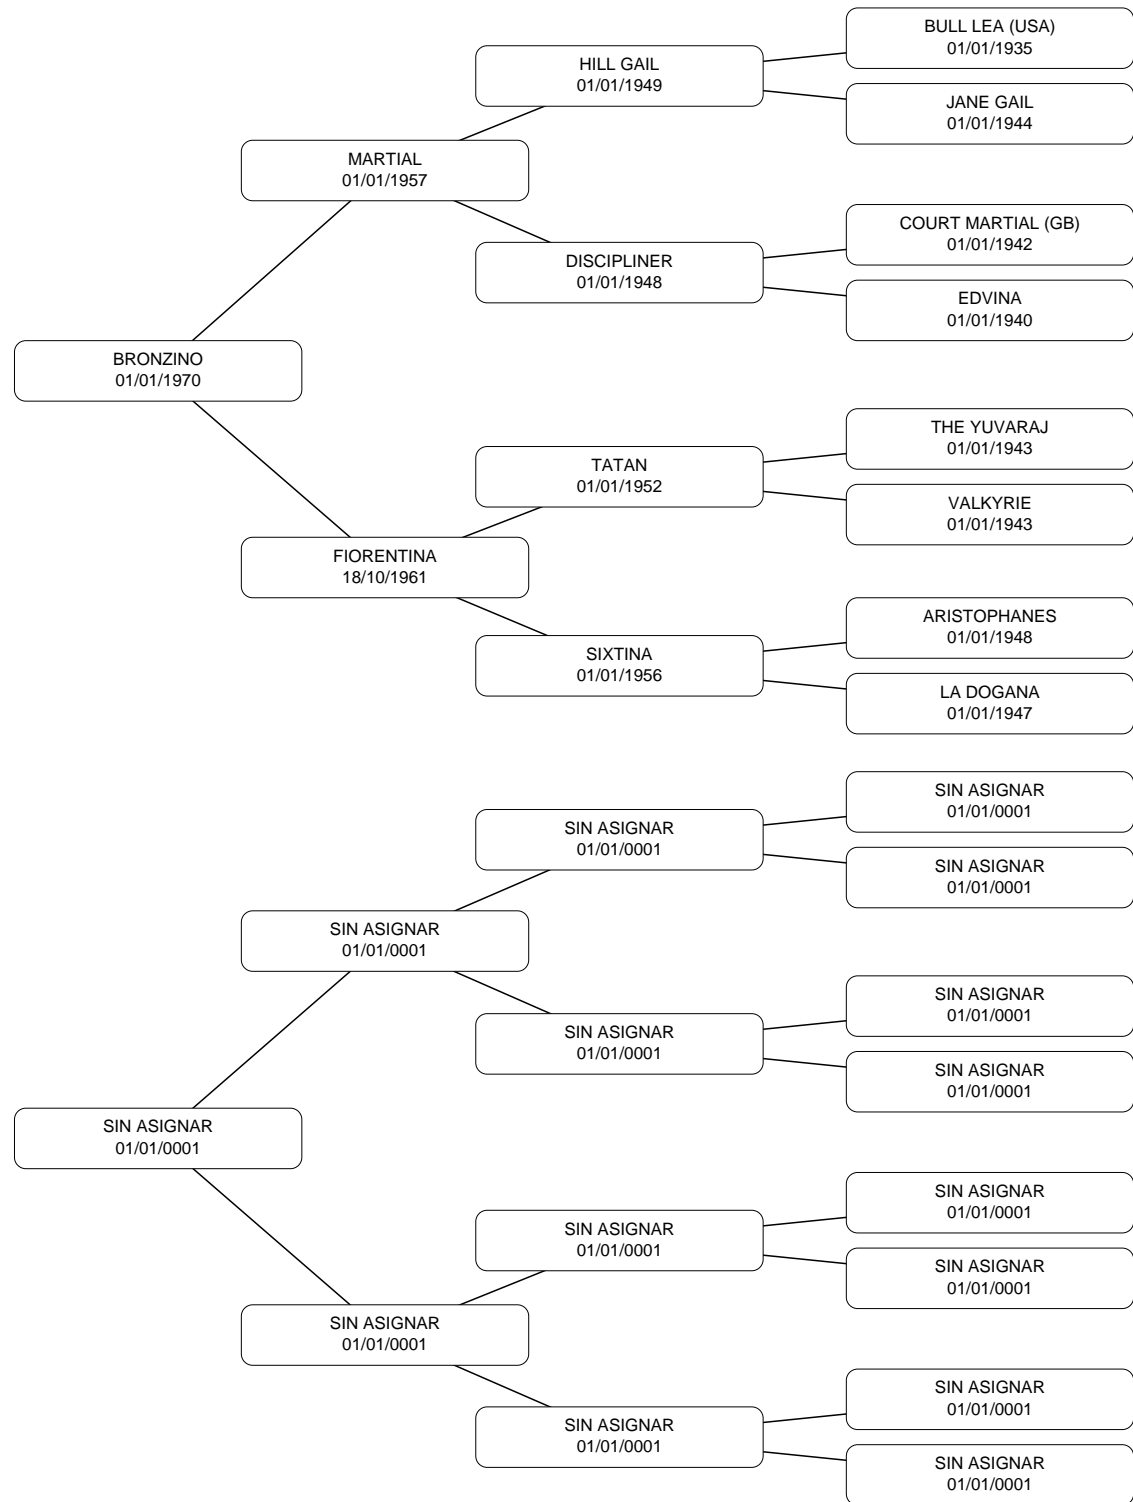 BULL LEA (USA)
01/01/1935
HILL GAIL
01/01/1949
JANE GAIL
01/01/1944
MARTIAL
01/01/1957
COURT MARTIAL (GB)
01/01/1942
DISCIPLINER
01/01/1948
EDVINA
01/01/1940
BRONZINO
01/01/1970
THE YUVARAJ
01/01/1943
TATAN
01/01/1952
VALKYRIE
01/01/1943
FIORENTINA
18/10/1961
ARISTOPHANES
01/01/1948
SIXTINA
01/01/1956
LA DOGANA
01/01/1947
SIN ASIGNAR
01/01/0001
SIN ASIGNAR
01/01/0001
SIN ASIGNAR
01/01/0001
SIN ASIGNAR
01/01/0001
SIN ASIGNAR
01/01/0001
SIN ASIGNAR
01/01/0001
SIN ASIGNAR
01/01/0001
SIN ASIGNAR
01/01/0001
SIN ASIGNAR
01/01/0001
SIN ASIGNAR
01/01/0001
SIN ASIGNAR
01/01/0001
SIN ASIGNAR
01/01/0001
SIN ASIGNAR
01/01/0001
SIN ASIGNAR
01/01/0001
SIN ASIGNAR
01/01/0001